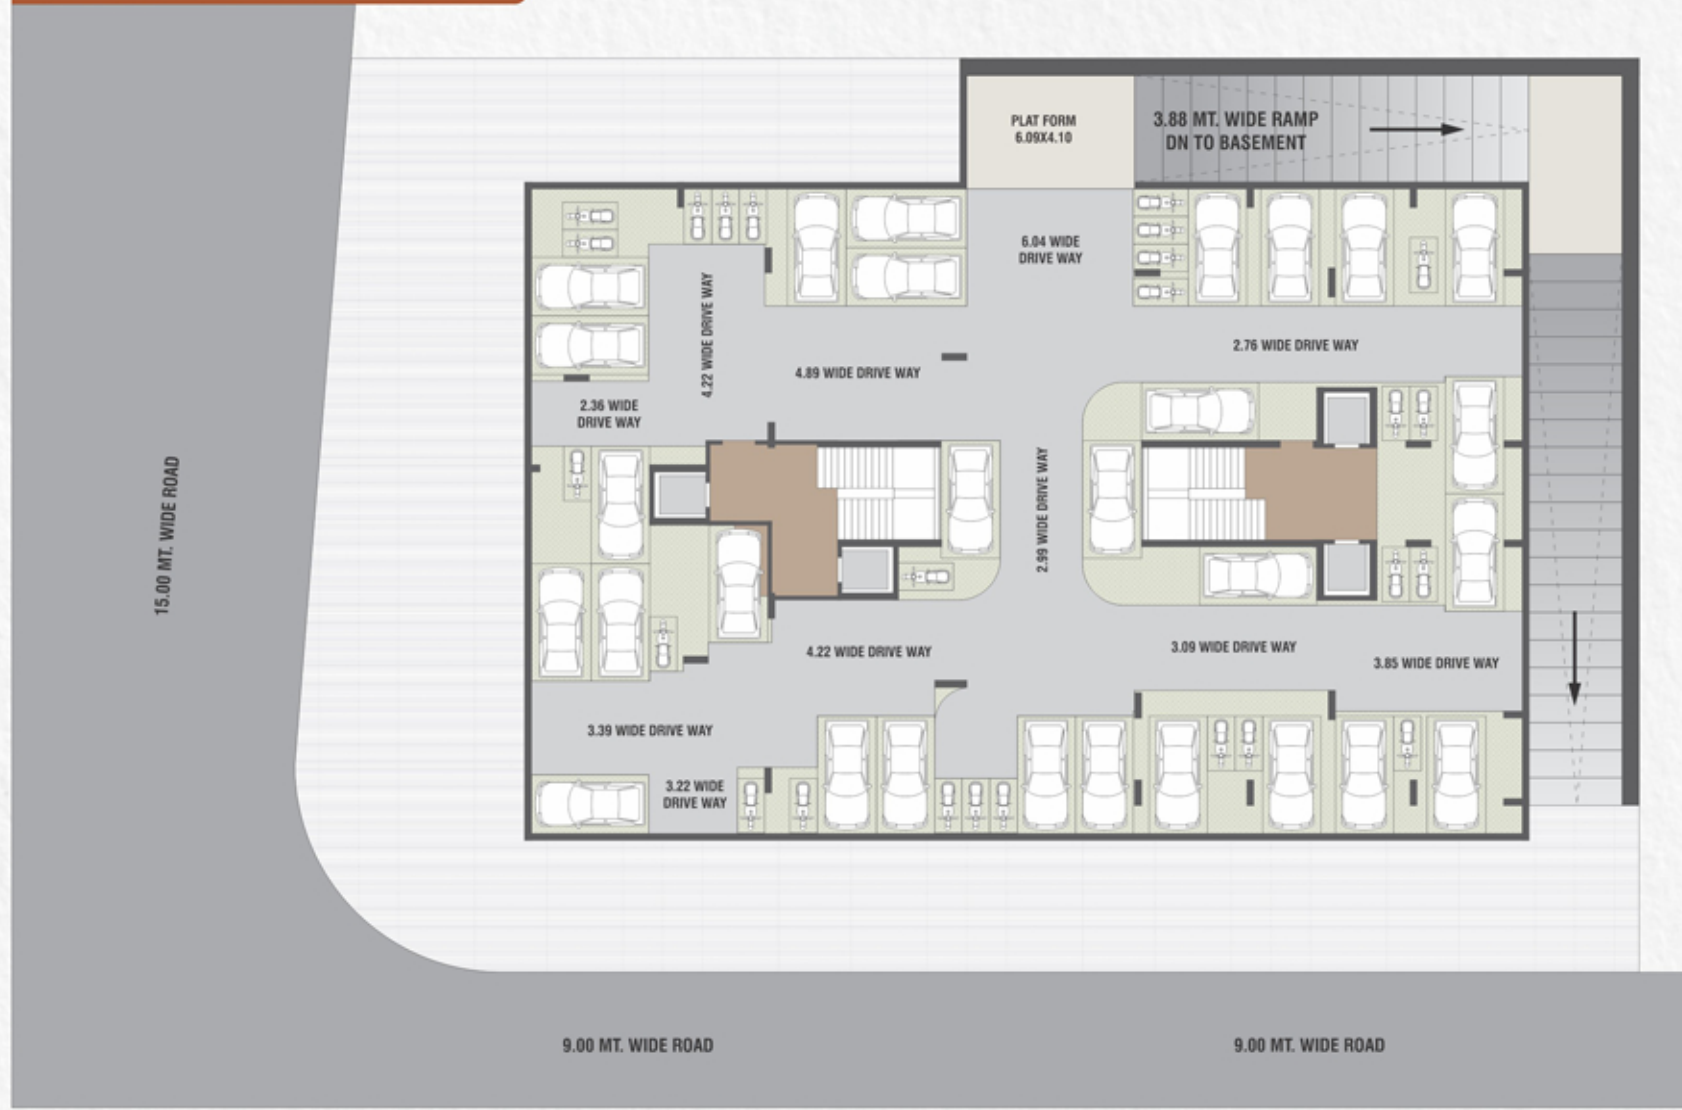 PLAT FORM
6.09X4.10
3.88 MT. WIDE RAMP
DN TO BASEMENT
6.04 WIDE
DRIVE WAY
4.22 WIDE DRIVE WAY
2.76 WIDE DRIVE WAY
4.89 WIDE DRIVE WAY
2.36 WIDE
DRIVE WAY
15.00 MT. WIDE ROAD
2.99 WIDE DRIVE WAY
4.22 WIDE DRIVE WAY
3.09 WIDE DRIVE WAY
3.85 WIDE DRIVE WAY
3.39 WIDE DRIVE WAY
3.22 WIDE
DRIVE WAY
9.00 MT. WIDE ROAD
9.00 MT. WIDE ROAD